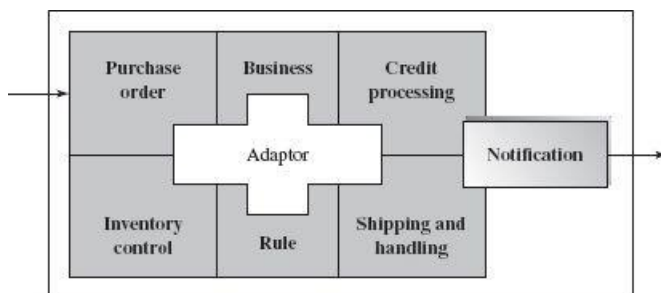 Purchase
order
Business
Credit
processing
Adaptor
Notification
Inventory
control
Rule
Shipping and
handling